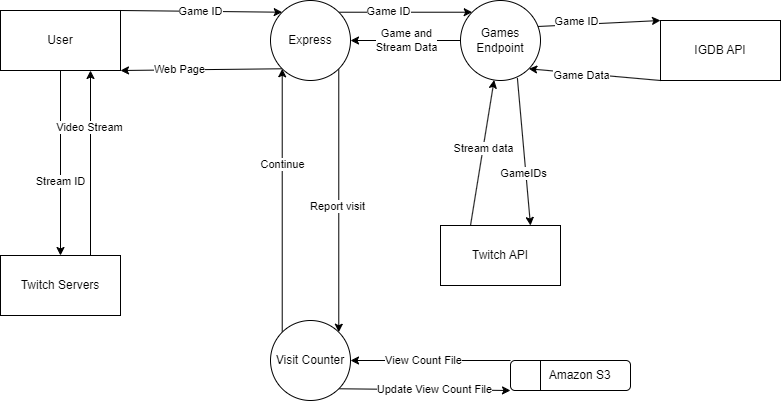 Game ID
Game ID
User
Express
Games
Endpoint
Game ID
IGDB API
Game and
Stream Data
Web Page
Game Data
Video Stream
Stream data
Continue
GameIDs
Stream ID
Report visit
Twitch Servers
Twitch API
Visit Counter
View Count File
Amazon S3
Update View Count File